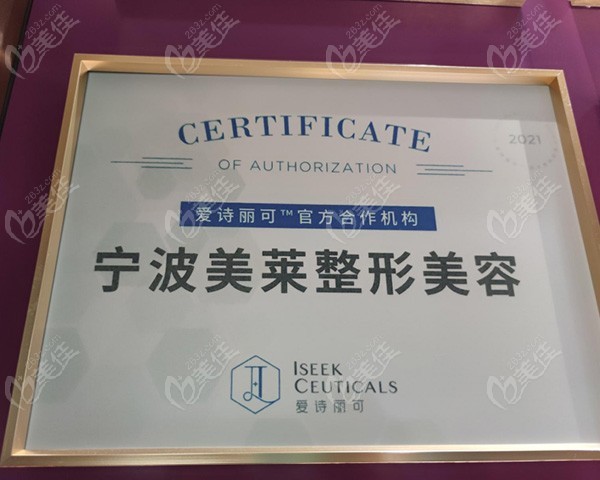 CERTIFICATE
OF AUTHORIZATION
2021
爱诗丽可™官方合作机构
宁波美莱整形美容
ISEEK
CEUTICALS
爱诗丽可